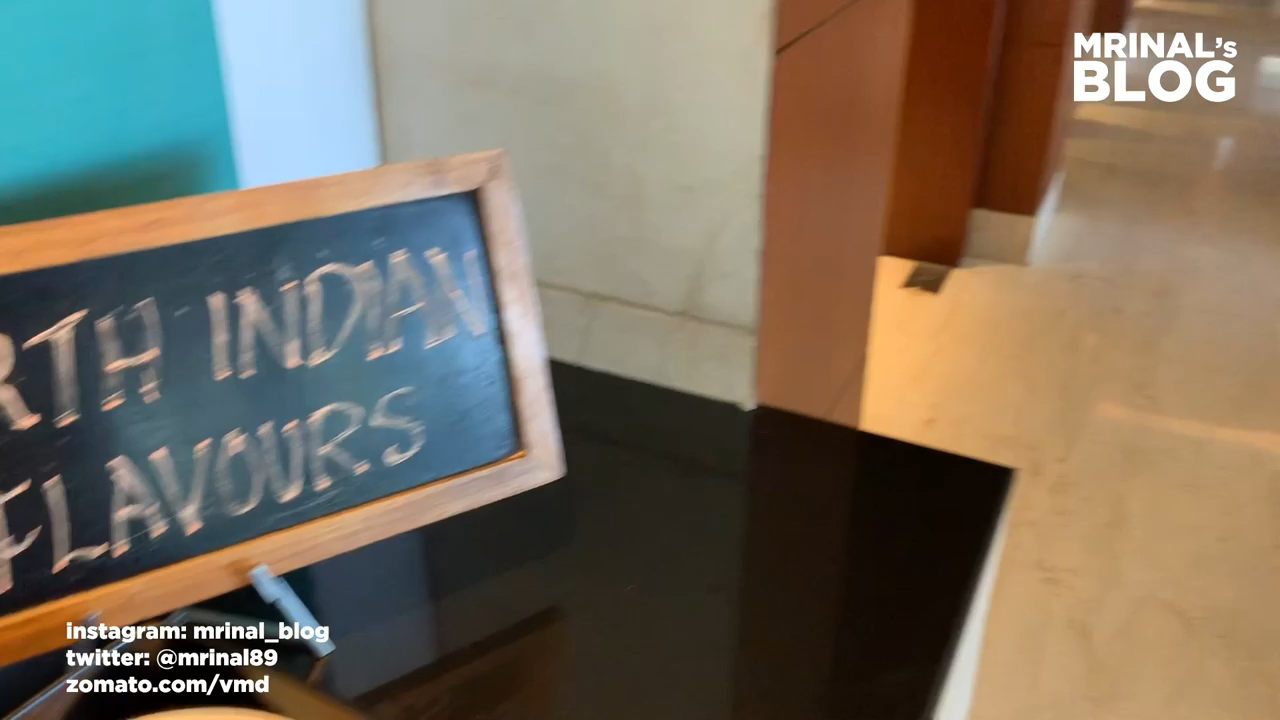 MRINAL's
BLOG
RTH INDIAN
FLAVOURS
instagram: mrinal_blog
twitter: @mrinal89
zomato.com/vmd